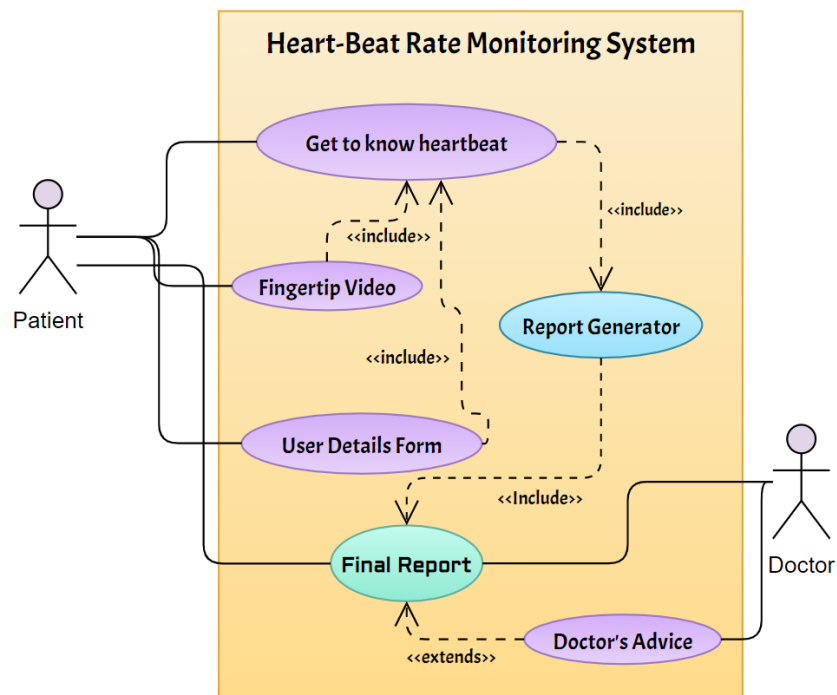 Heart-Beat Rate Monitoring System
Get to know heartbeat
<<include>>
<<include>>
Fingertip Video
Patient
Report Generator
<<include>>
User Details Form
<<Include>>
Final Report
Doctor
Doctor's Advice
<<extends>>